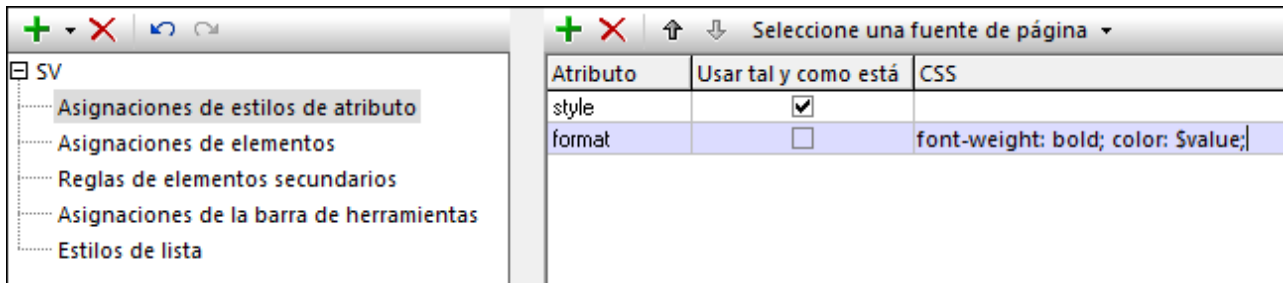 Seleccione una fuente de página
SV
Asignaciones de estilos de atributo
Asignaciones de elementos
Reglas de elementos secundarios
Asignaciones de la barra de herramientas
Estilos de lista
Atributo Usar tal y como está CSS
style
format font-weight: bold; color: $value;